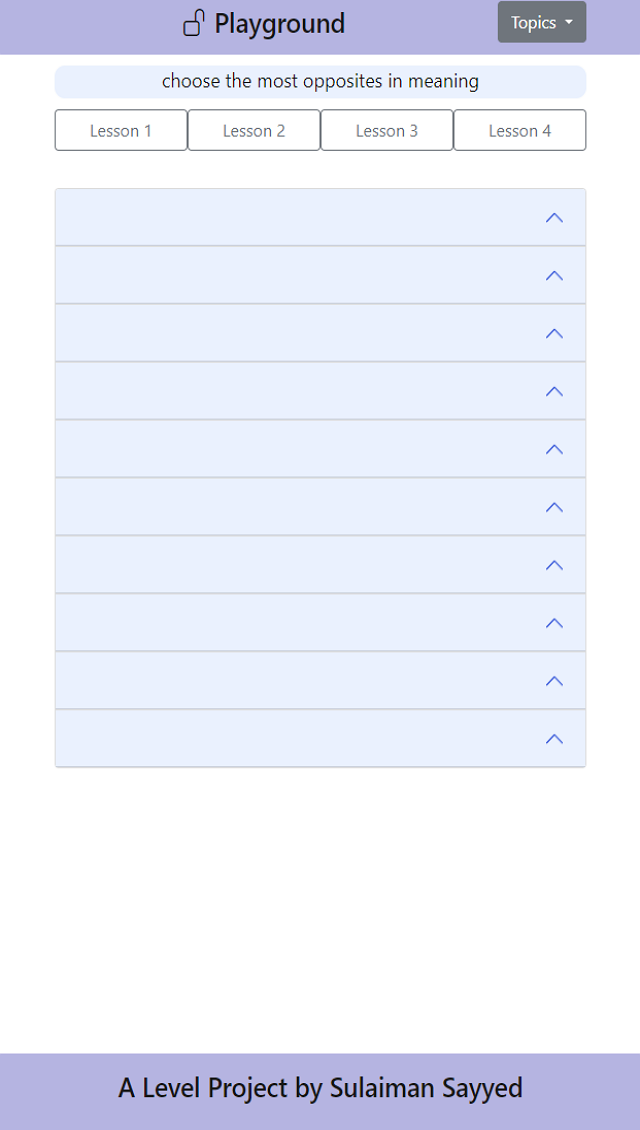 Playground
Topics
choose the most opposites in meaning
Lesson 1
Lesson 2
Lesson 3
Lesson 4
A Level Project by Sulaiman Sayyed